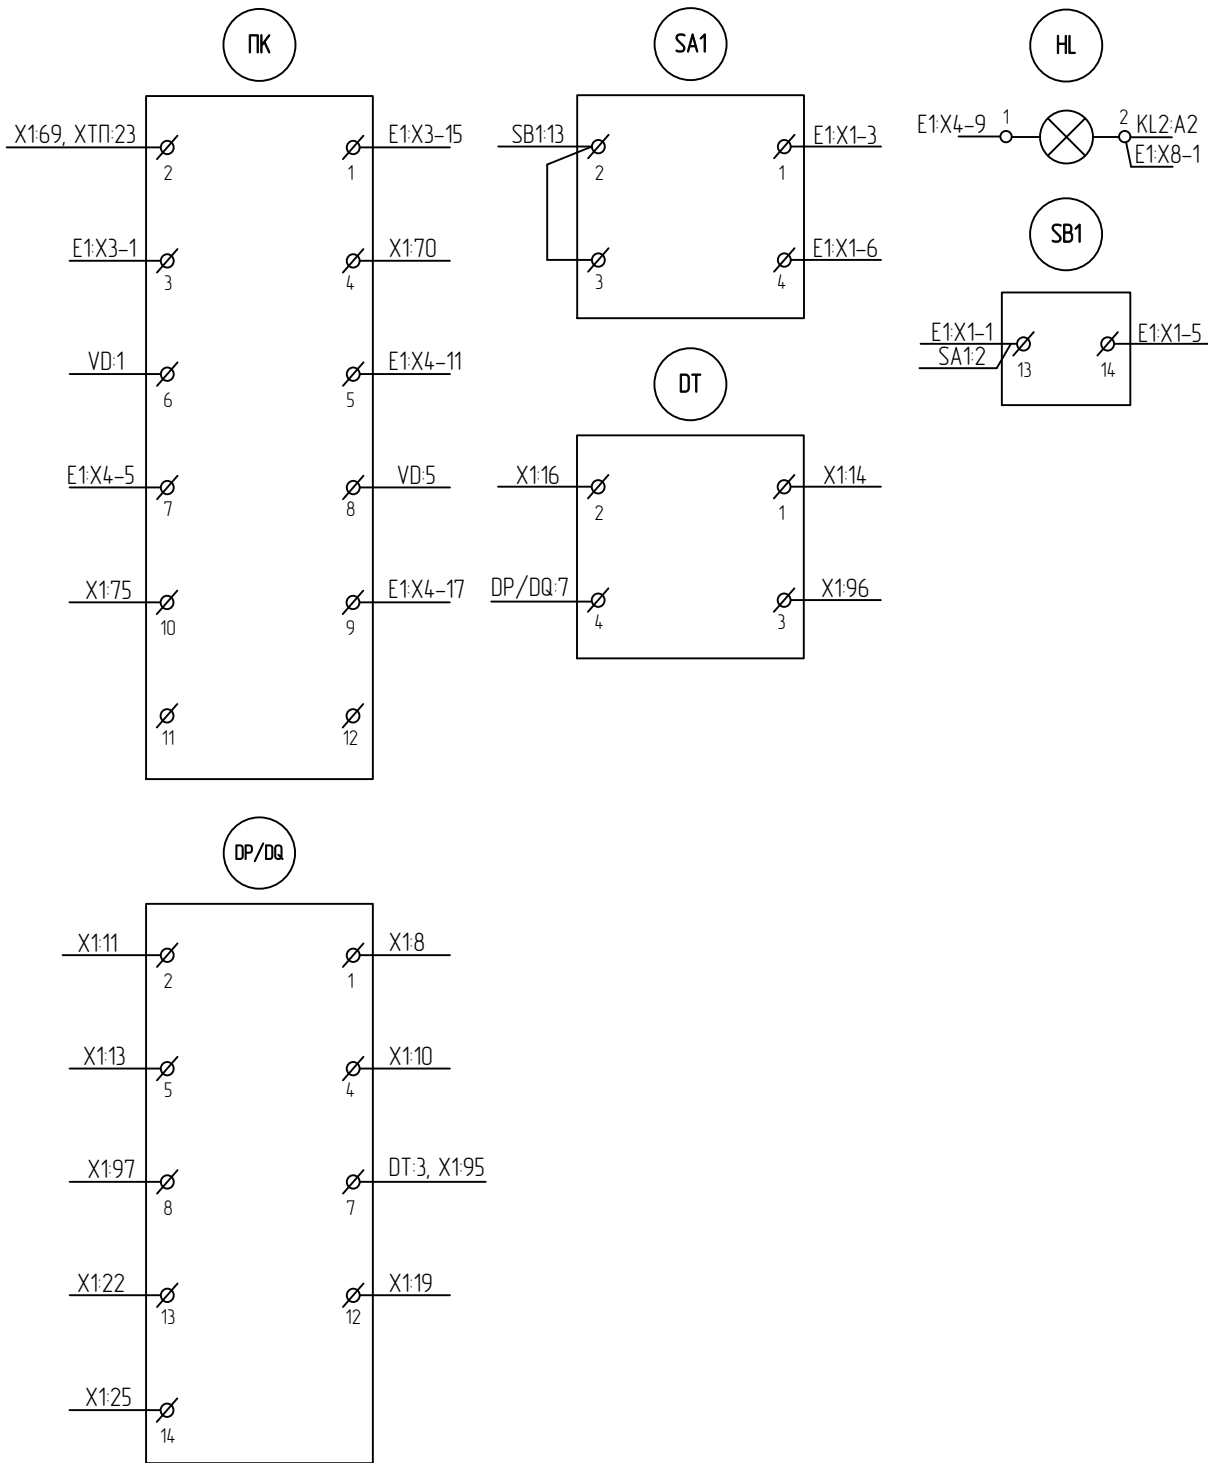 ПК
X1:69, ХТП:23
E1:X3-15
2
1
E1:X3-1
X1:70
3
4
VD:1
E1:X4-11
6
5
E1:X4-5
VD:5
7
8
X1:75
E1:X4-17
10
9
11
12
SA1
SB1:13
E1:X1-3
2
1
E1:X1-6
3
4
HL
E1:X4-9
1
2
KL2:A2
E1:X8-1
SB1
E1:X1-1
E1:X1-5
SA1:2
13
14
DT
X1:16
X1:14
2
1
DP/DQ:7
X1:96
4
3
DP/DQ
X1:11
X1:8
2
1
X1:13
X1:10
5
4
X1:97
DT:3, X1:95
8
7
X1:22
X1:19
13
12
X1:25
14